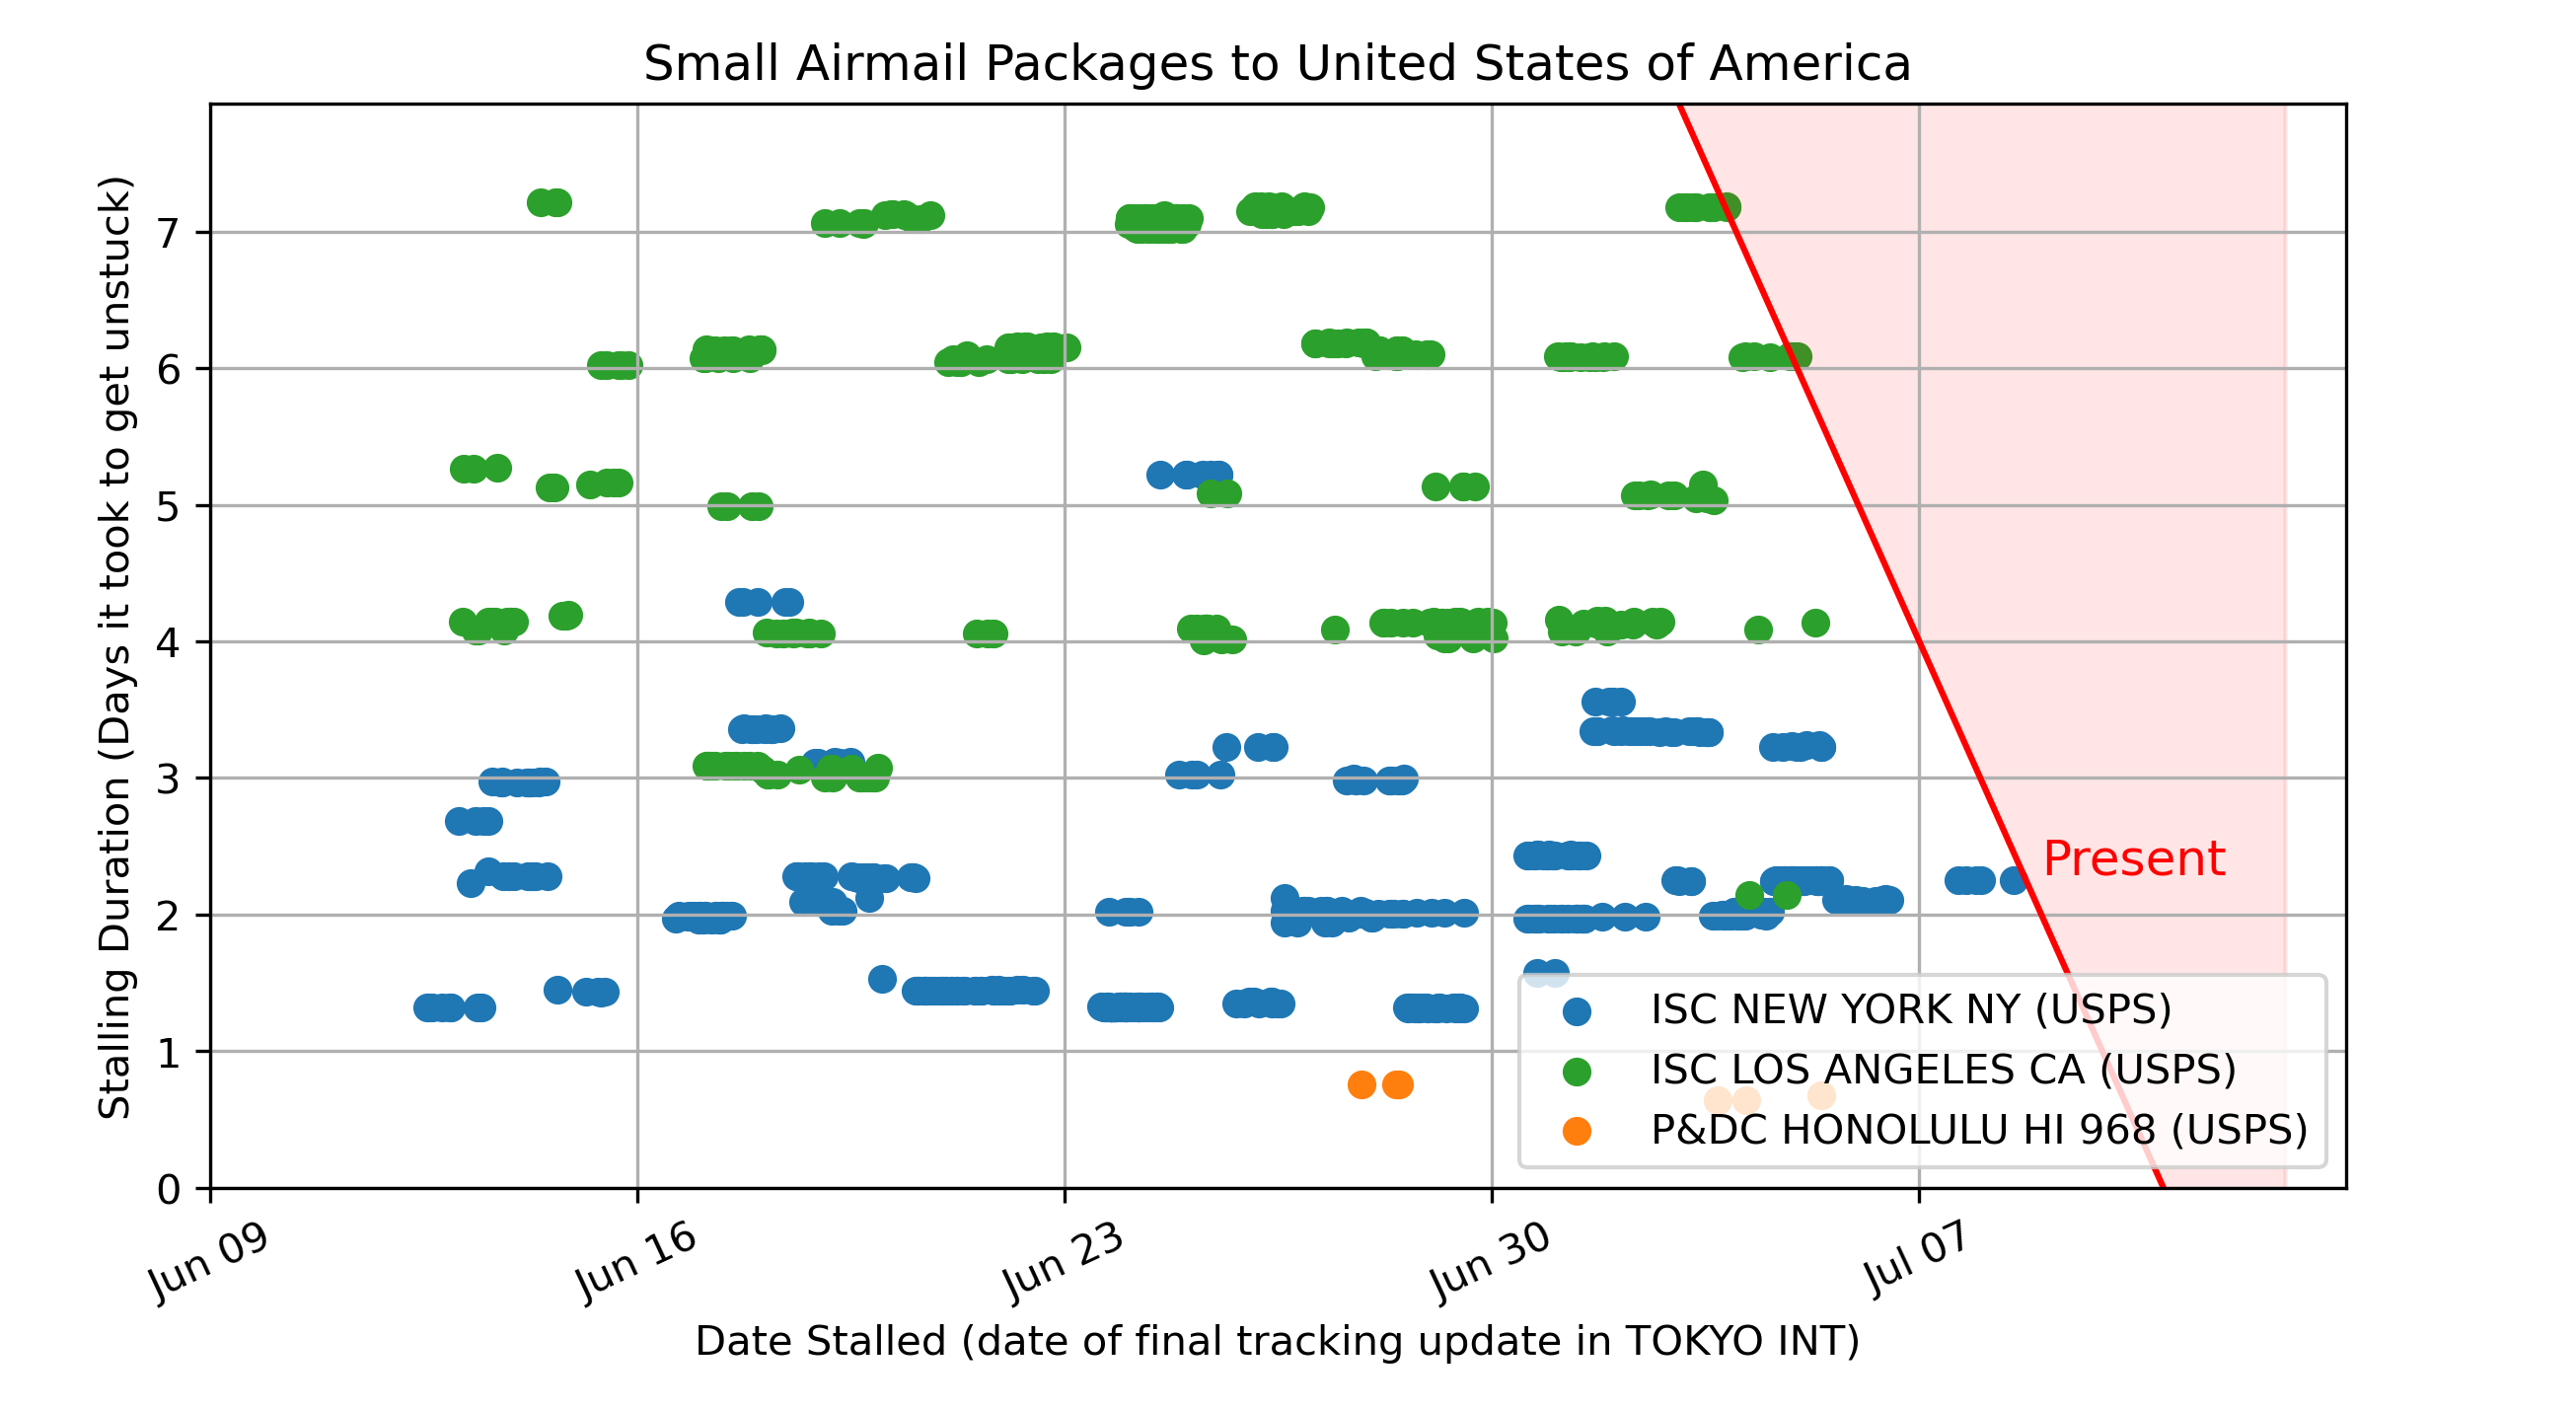 Small Airmail Packages to United States of America
Stalling Duration (Days it took to get unstuck)
7
6
5
4
3
2
1
0
Present
ISC NEW YORK NY (USPS)
ISC LOS ANGELES CA (USPS)
P&DC HONOLULU HI 968 (USPS)
Jun 09
Jun 16
Jun 23
Jun 30
Jul 07
Date Stalled (date of final tracking update in TOKYO INT)